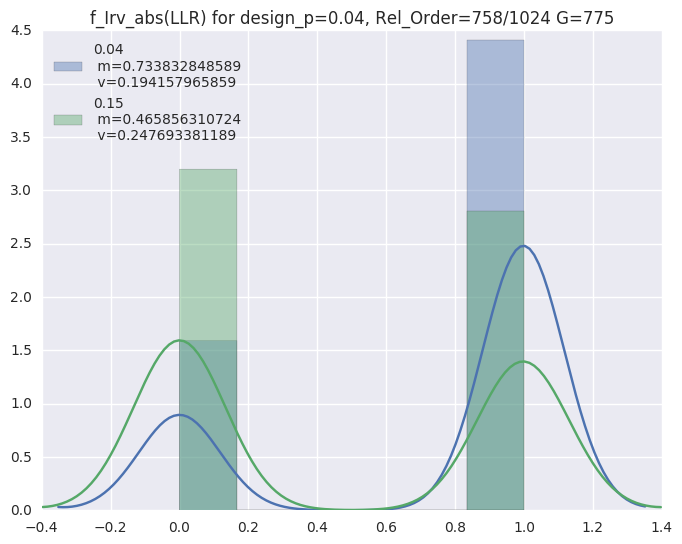 f_Irv_abs(LLR) for design_p=0.04, Rel_Order=758/1024 G=775
0.04
m=0.733832848589
v=0.194157965859
0.15
m=0.465856310724
v=0.247693381189
4.5
4.0
3.5
3.0
2.5
2.0
1.5
1.0
0.5
0.0
−0.4 −0.2 0.0 0.2 0.4 0.6 0.8 1.0 1.2 1.4